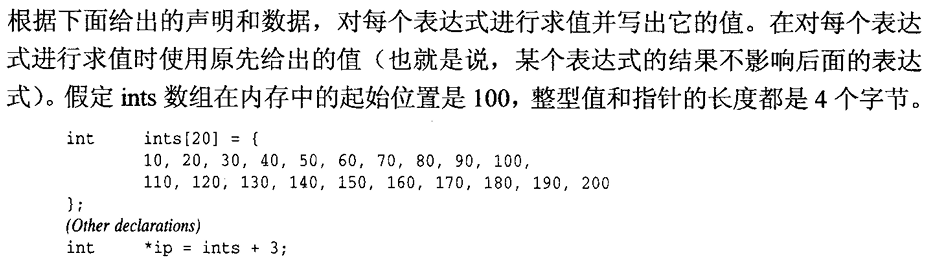 根据下面给出的声明和数据，对每个表达式进行求值并写出它的值。在对每个表达
式进行求值时使用原先给出的值（也就是说，某个表达式的结果不影响后面的表达
式）。假定 ints 数组在内存中的起始位置是 100，整型值和指针的长度都是 4 个字节。
int ints[20] = {
10, 20, 30, 40, 50, 60, 70, 80, 90, 100,
110, 120, 130, 140, 150, 160, 170, 180, 190, 200
};
(Other declarations)
int *ip = ints + 3;